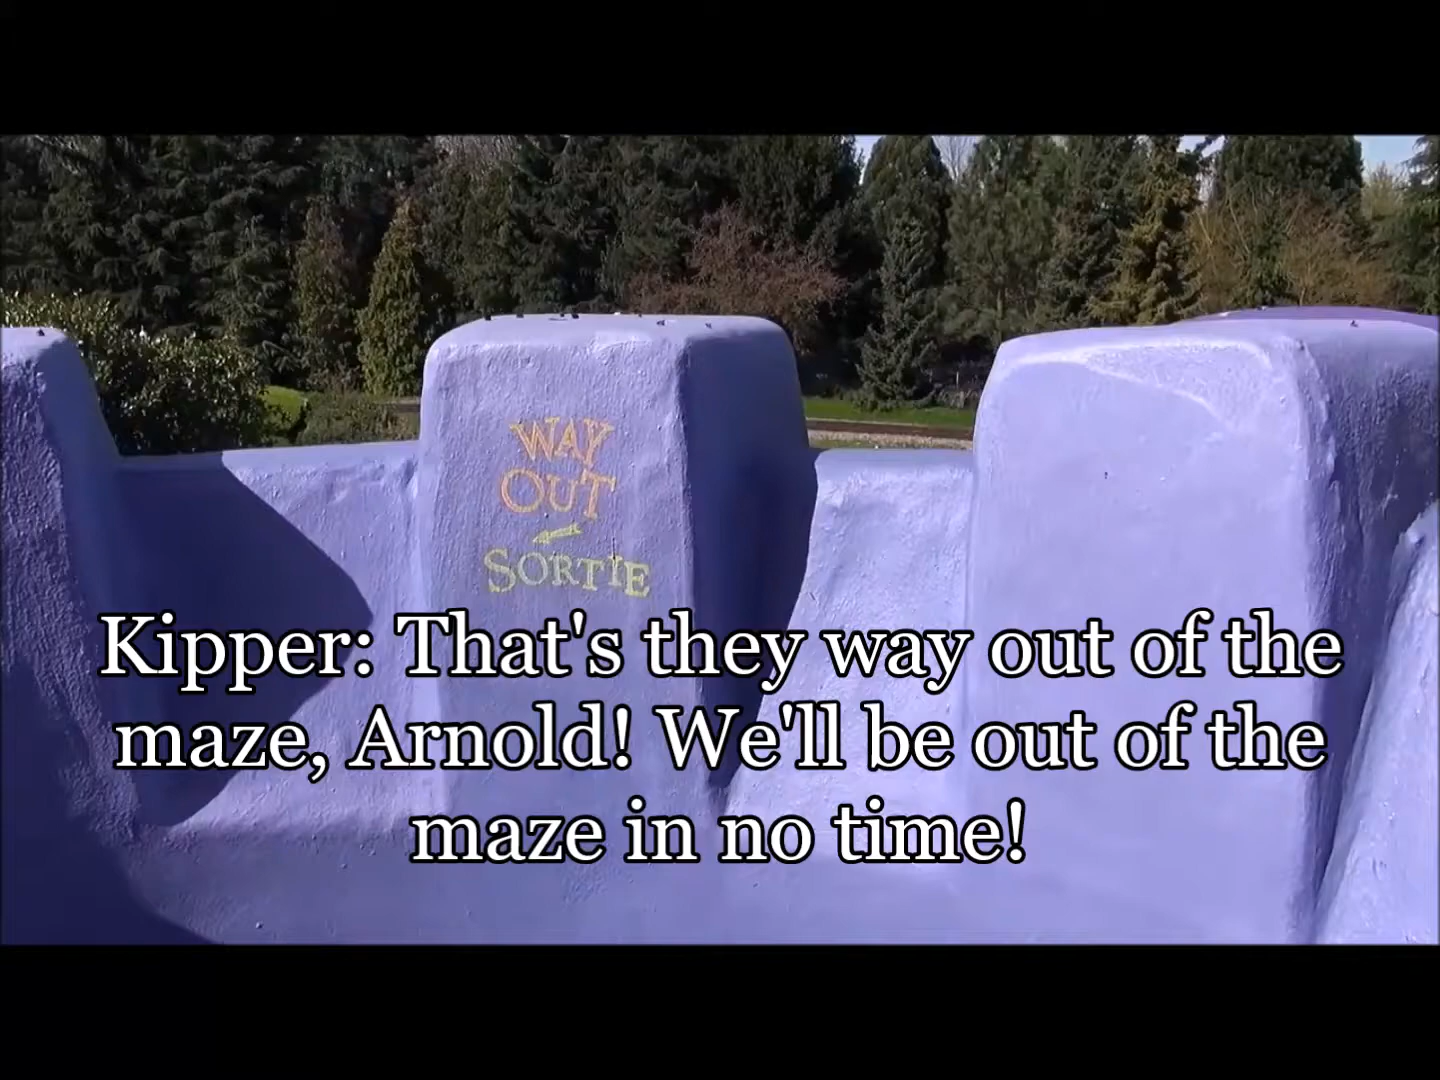 WAY
OUT
SORTIE
Kipper: That's they way out of the
maze, Arnold! We'll be out of the
maze in no time!